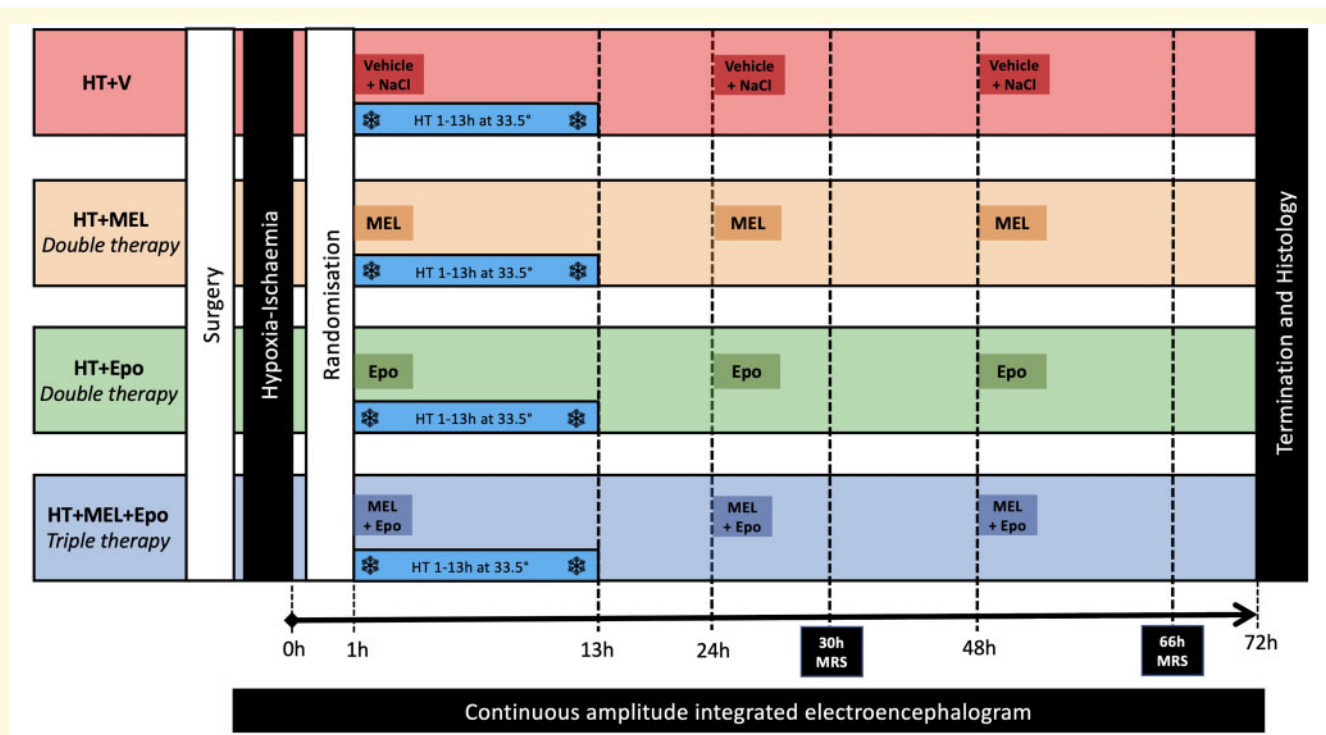 HT+V
Vehicle
+ NaCl
Vehicle
+ NaCl
Vehicle
+ NaCl
HT 1-13h at 33.5°
HT+MEL
Double therapy
MEL
MEL
MEL
HT 1-13h at 33.5°
HT+Epo
Double therapy
Epo
Epo
Epo
HT 1-13h at 33.5°
HT+MEL+Epo
Triple therapy
MEL
+ Epo
MEL
+ Epo
MEL
+ Epo
HT 1-13h at 33.5°
Surgery
Hypoxia-Ischaemia
Randomisation
Termination and Histology
0h
1h
13h
24h
30h
MRS
48h
66h
MRS
72h
Continuous amplitude integrated electroencephalogram